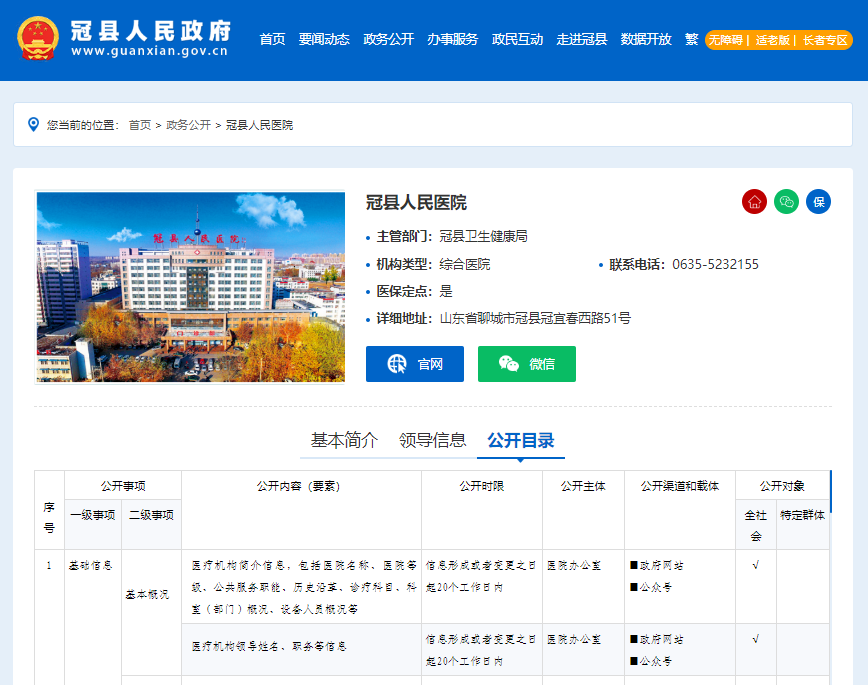 冠县人民政府
www.guanxian.gov.cn
首页 要闻动态 政务公开 办事服务 政民互动 走进冠县 数据开放 繁 无障碍 | 适老版 | 长者专区
您当前的位置： 首页 > 政务公开 > 冠县人民医院
冠县人民医院
冠县人民医院
保
主管部门：冠县卫生健康局
机构类型：综合医院
联系电话：0635-5232155
医保定点：是
详细地址：山东省聊城市冠县冠宜春西路51号
官网
微信
基本简介 领导信息 公开目录
序号 公开事项 公开内容（要素） 公开时限 公开主体 公开渠道和载体 公开对象
一级事项 二级事项 全社会 特定群体
1 基础信息 基本概况
医疗机构简介信息，包括医院名称、医院等
级、公共服务职能、历史沿革、诊疗科目、科
室（部门）概况、设备人员概况等
信息形成或者变更之日
起20个工作日内
医院办公室
■政府网站
■公众号
√
医疗机构领导姓名、职务等信息
信息形成或者变更之日
起20个工作日内
医院办公室
■政府网站
■公众号
√